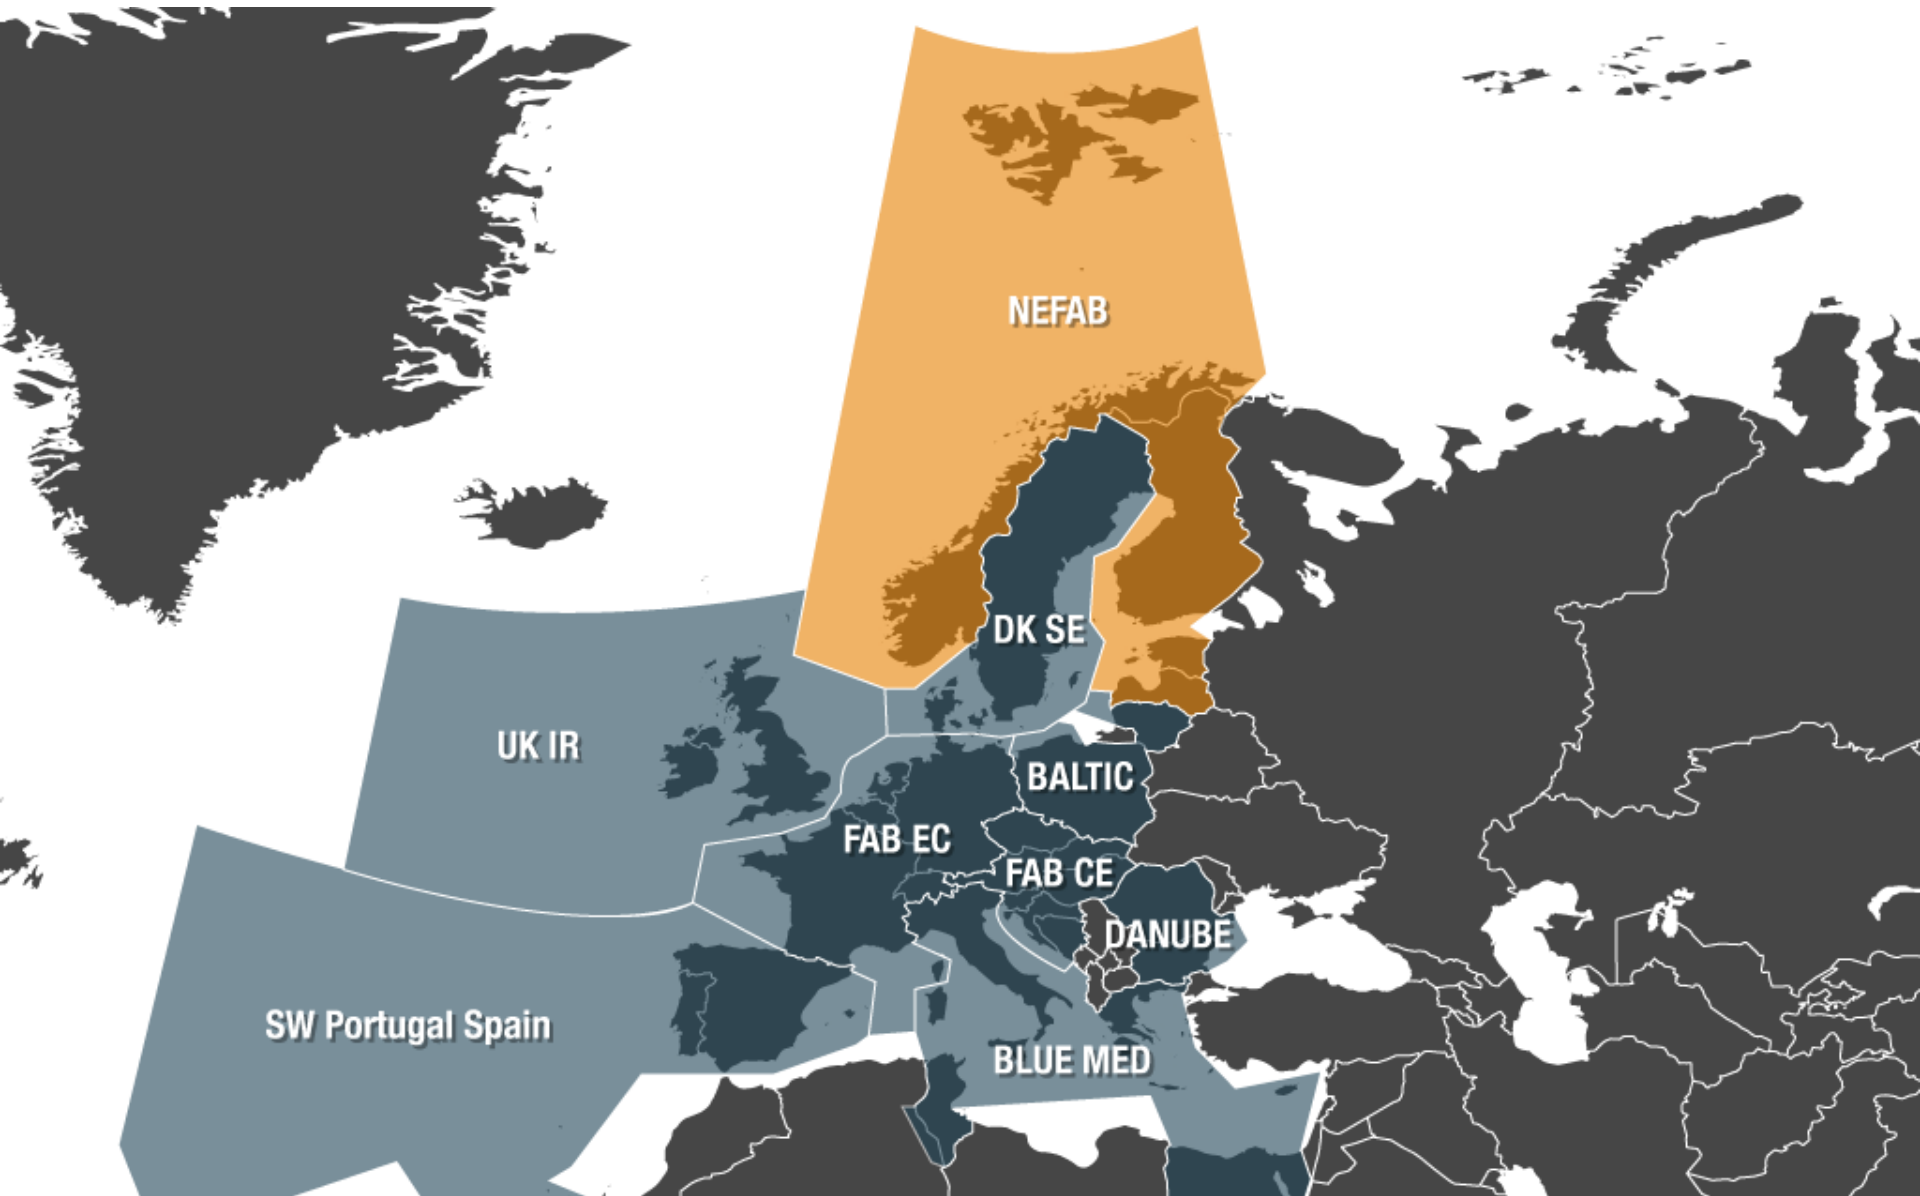 NEFAB
DK SE
UK IR
BALTIC
FAB EC
FAB CE
DANUBE
SW Portugal Spain
BLUE MED